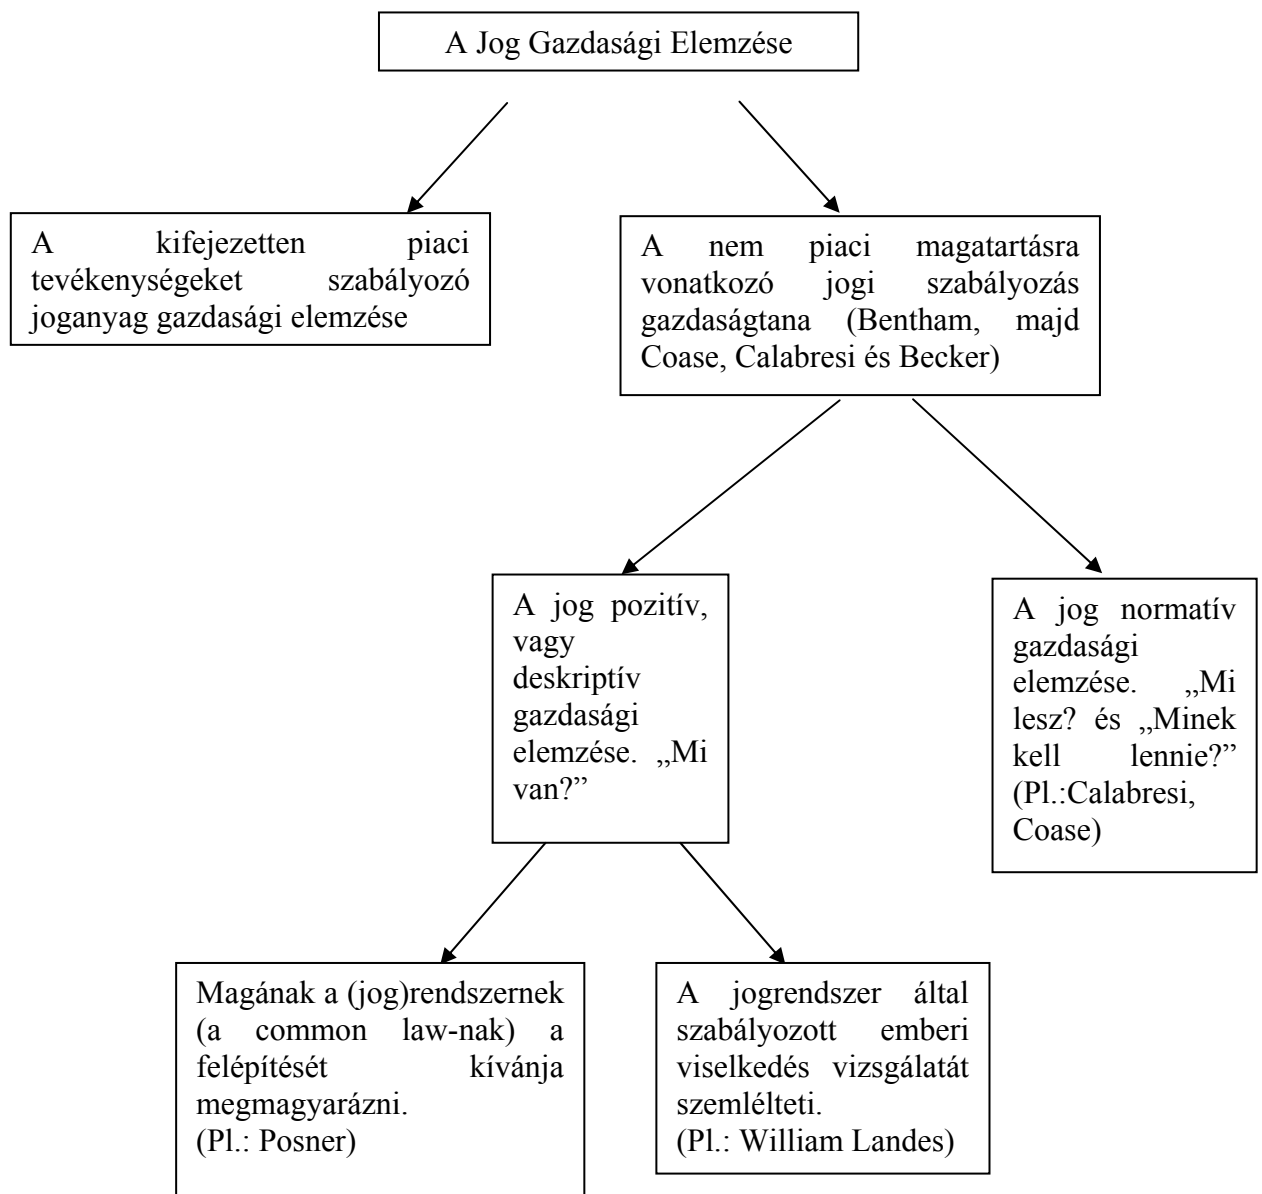 A Jog Gazdasági Elemzése
A kifejezetten piaci
tevékenységeket szabályozó
joganyag gazdasági elemzése
A nem piaci magatartásra
vonatkozó jogi szabályozás
gazdaságtana (Bentham, majd
Coase, Calabresi és Becker)
A jog pozitív,
vagy
deskriptív
gazdasági
elemzése. „Mi
van?”
A jog normatív
gazdasági
elemzése. „Mi
lesz? és „Minek
kell lennie?”
(Pl.:Calabresi,
Coase)
Magának a (jog)rendszernek
(a common law-nak) a
felépítését kívánja
megmagyarázni.
(Pl.: Posner)
A jogrendszer által
szabályozott emberi
viselkedés vizsgálatát
szemlélteti.
(Pl.: William Landes)